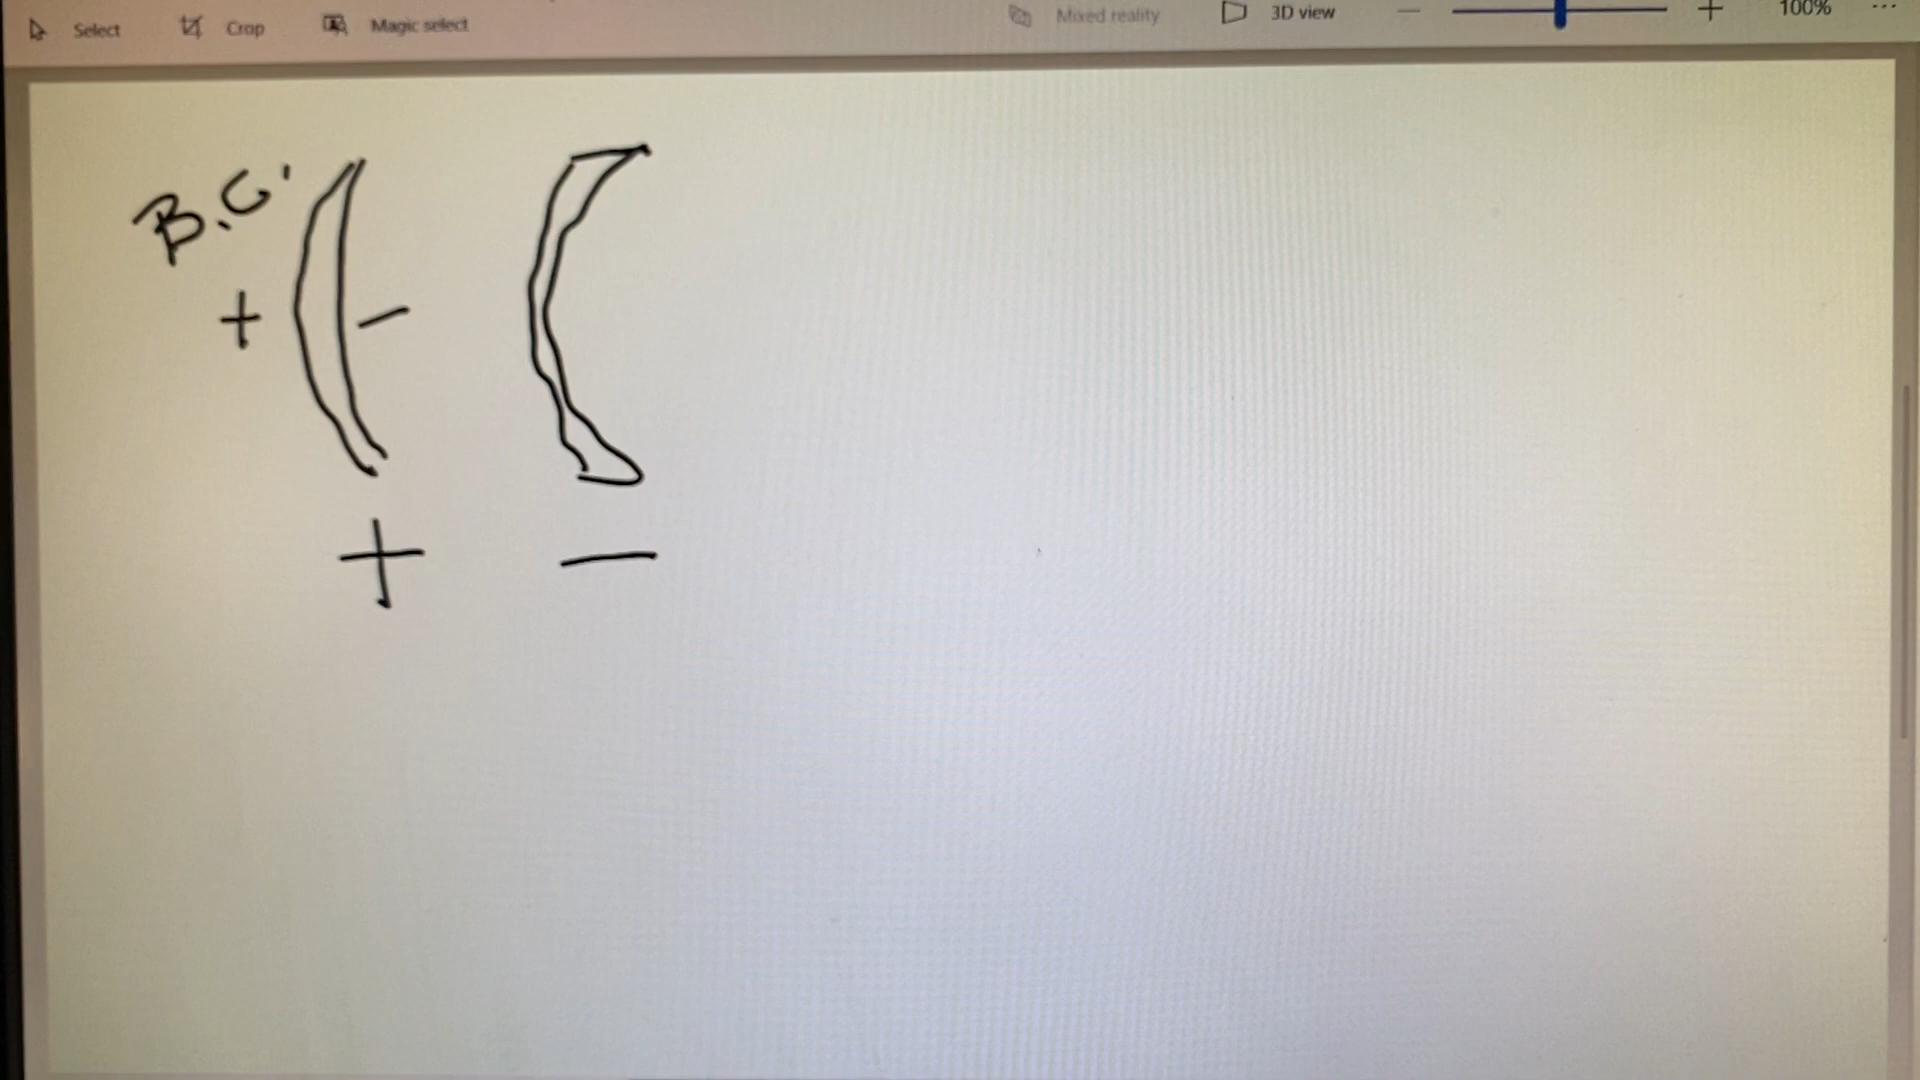 Select Crop Magic select Mixed reality 3D view — + 100% ...
B.C.
+ −
+ −